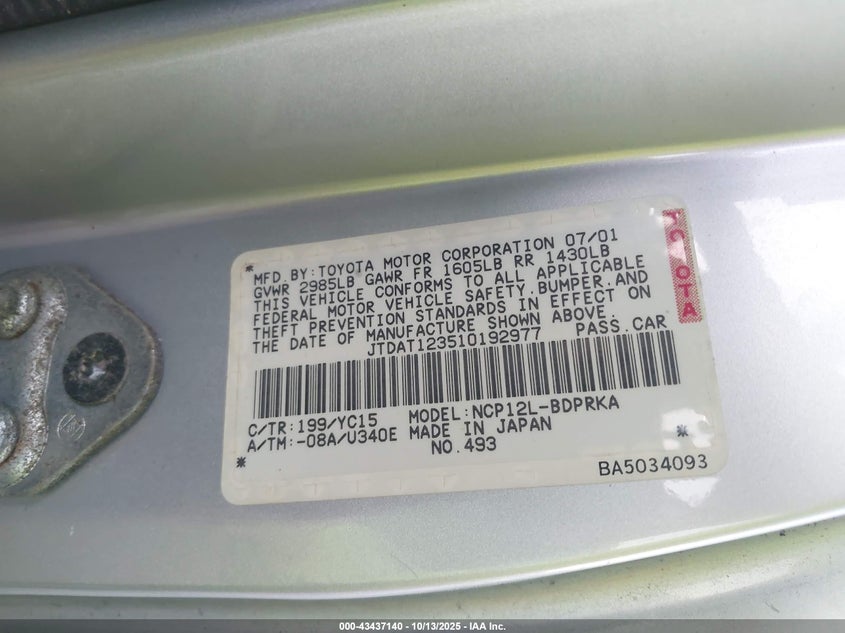 MFD.BY:TOYOTA MOTOR CORPORATION 07/01
GVWR 2985LB GAWR FR 1605LB RR 1430LB
THIS VEHICLE CONFORMS TO ALL APPLICABLE
FEDERAL MOTOR VEHICLE SAFETY.BUMPER.AND
THEFT PREVENTION STANDARDS IN EFFECT ON
THE DATE OF MANUFACTURE SHOWN ABOVE.
JTDAT123510192977 PASS.CAR
TOYOTA
C/TR:199/YC15 MODEL:NCP12L-BDPRKA
A/TM:-08A/U340E MADE IN JAPAN
NO.493
BA5034093
000-43437140 - 10/13/2025 - IAA Inc.